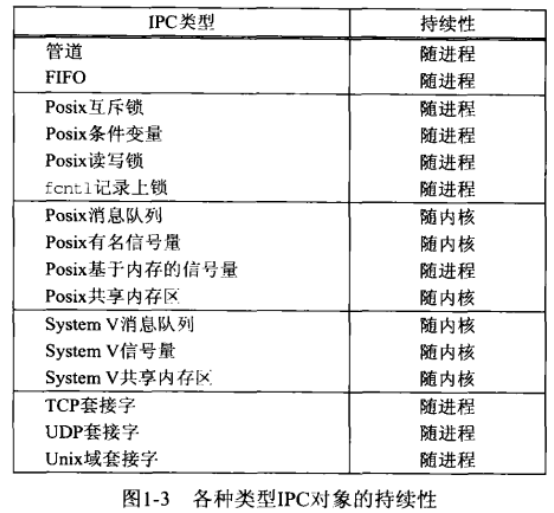 IPC类型 持续性
管道 随进程
FIFO 随进程
Posix互斥锁 随进程
Posix条件变量 随进程
Posix读写锁 随进程
fcntl记录上锁 随进程
Posix消息队列 随内核
Posix有名信号量 随内核
Posix基于内存的信号量 随进程
Posix共享内存区 随内核
System V消息队列 随内核
System V信号量 随内核
System V共享内存区 随内核
TCP套接字 随进程
UDP套接字 随进程
Unix域套接字 随进程
图1-3 各种类型IPC对象的持续性